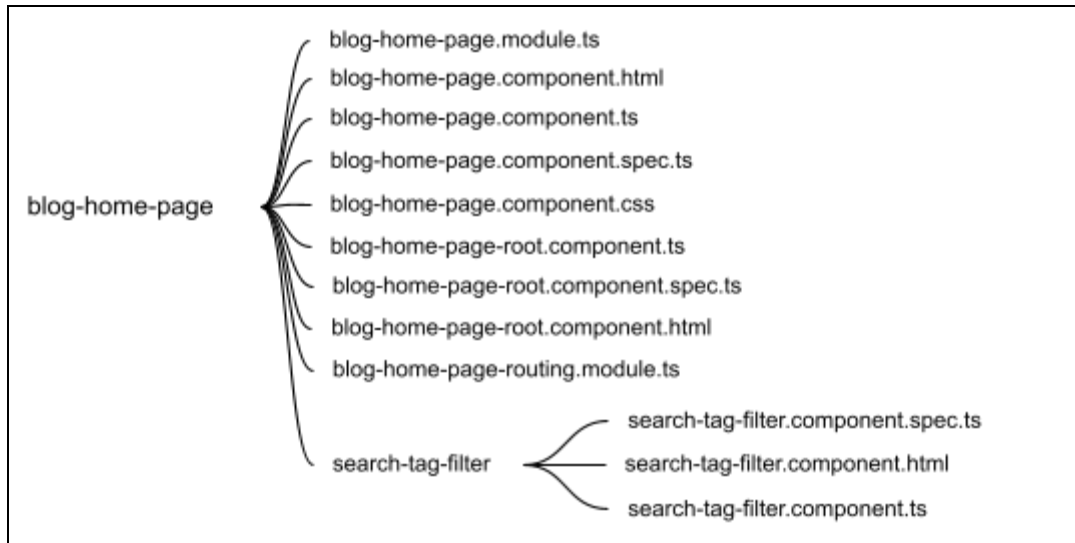 blog-home-page.module.ts
blog-home-page.component.html
blog-home-page.component.ts
blog-home-page.component.spec.ts
blog-home-page
blog-home-page.component.css
blog-home-page-root.component.ts
blog-home-page-root.component.spec.ts
blog-home-page-root.component.html
blog-home-page-routing.module.ts
search-tag-filter.component.spec.ts
search-tag-filter
search-tag-filter.component.html
search-tag-filter.component.ts